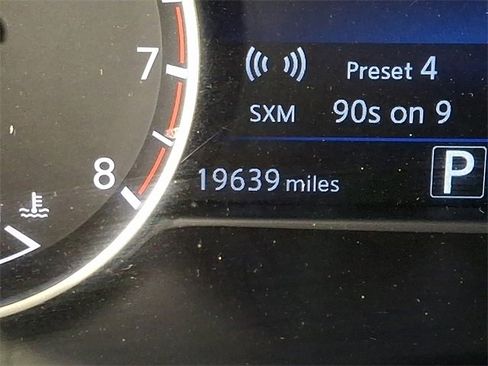 7
8
Preset 4
SXM 90s on 9
19639 miles
P